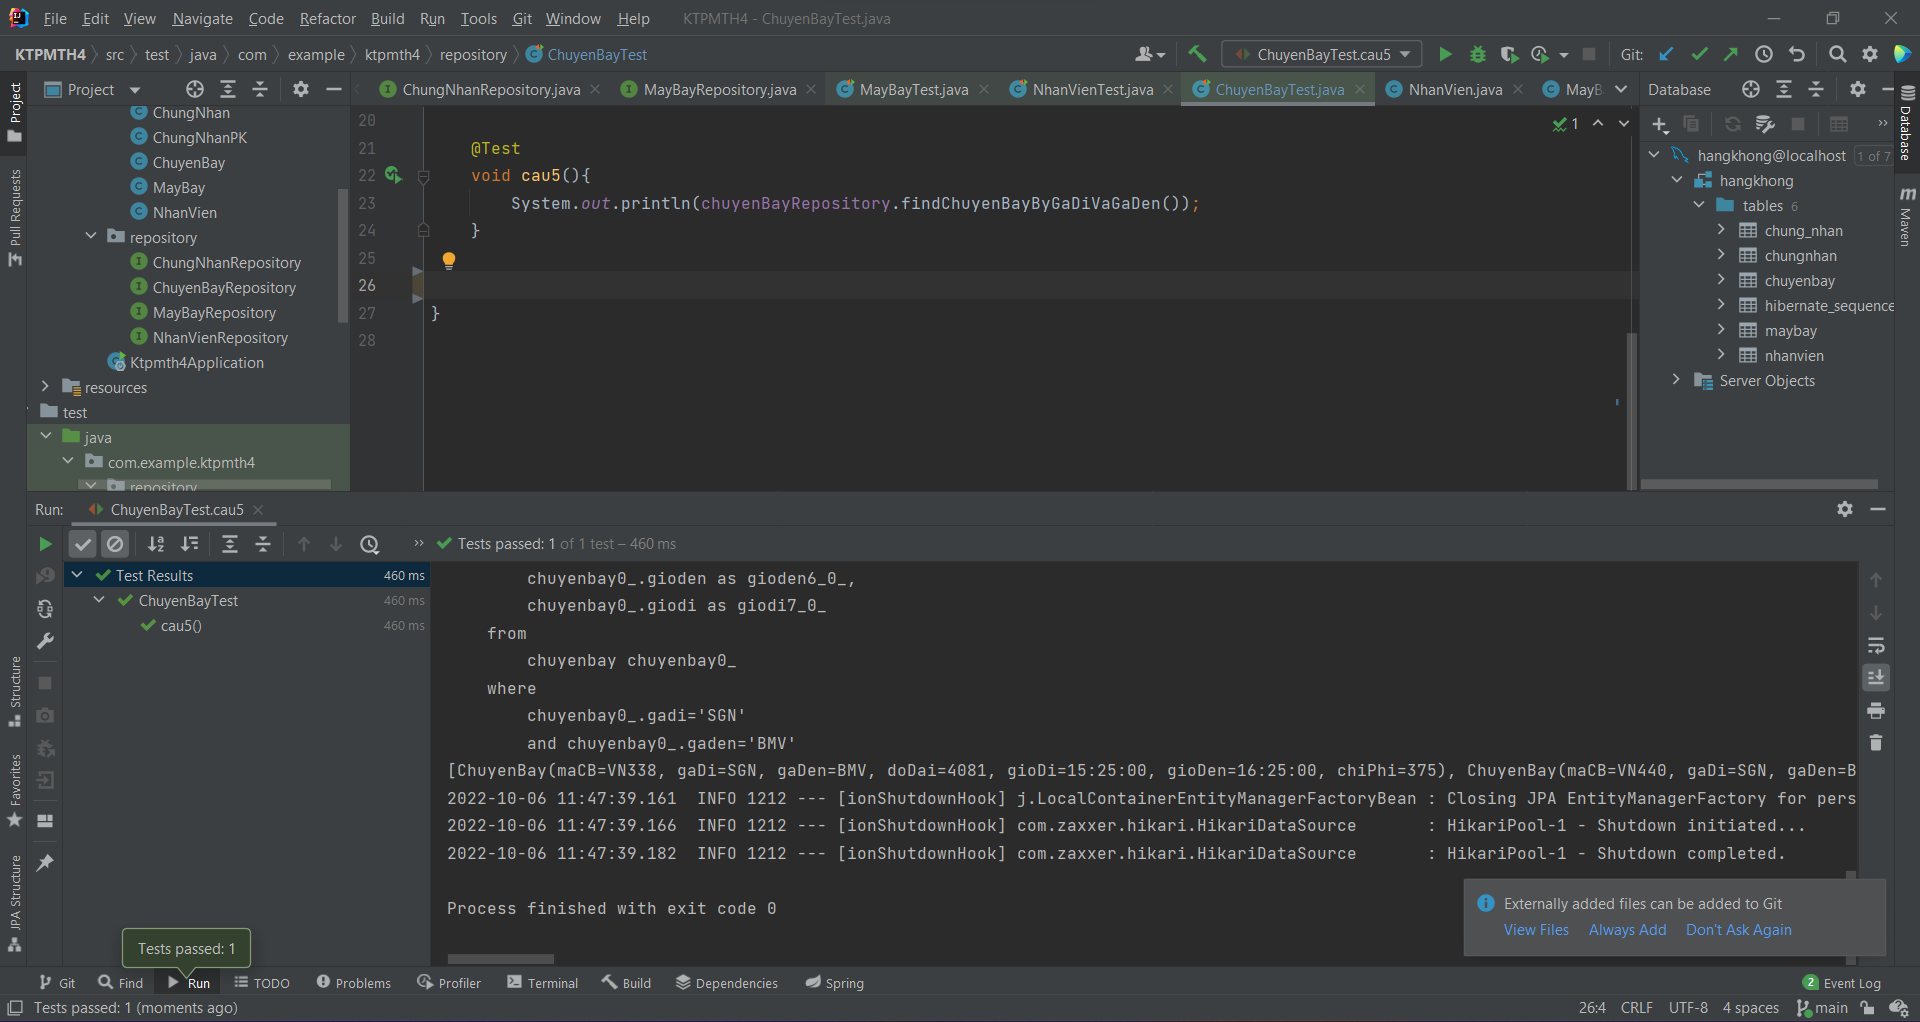 File Edit View Navigate Code Refactor Build Run Tools Git Window Help KTPMTH4 - ChuyenBayTest.java
KTPMTH4 src test java com example ktpmth4 repository ChuyenBayTest ChuyenBayTest.cau5 Git:
Project ChungNhanRepository.java MayBayRepository.java MayBayTest.java NhanVienTest.java ChuyenBayTest.java NhanVien.java MayB Database
Project
Pull Requests
Structure
Favorites
JPA Structure
ChungNhan
ChungNhanPK
ChuyenBay
MayBay
NhanVien
repository
ChungNhanRepository
ChuyenBayRepository
MayBayRepository
NhanVienRepository
Ktpmth4Application
resources
test
java
com.example.ktpmth4
repository
20
21 @Test
22 void cau5(){
23 System.out.println(chuyenBayRepository.findChuyenBayByGaDiVaGaDen());
24 }
25
26
27 }
28
1
hangkhong@localhost 1 of 7
hangkhong
tables 6
chung_nhan
chungnhan
chuyenbay
hibernate_sequence
maybay
nhanvien
Server Objects
Database
Maven
Run: ChuyenBayTest.cau5
Tests passed: 1 of 1 test – 460 ms
Test Results 460 ms
ChuyenBayTest 460 ms
cau5() 460 ms
chuyenbay0_.gioden as gioden6_0_,
chuyenbay0_.giodi as giodi7_0_
from
chuyenbay chuyenbay0_
where
chuyenbay0_.gadi='SGN'
and chuyenbay0_.gaden='BMV'
[ChuyenBay(maCB=VN338, gaDi=SGN, gaDen=BMV, doDai=4081, gioDi=15:25:00, gioDen=16:25:00, chiPhi=375), ChuyenBay(maCB=VN440, gaDi=SGN, gaDen=B
2022-10-06 11:47:39.161 INFO 1212 --- [ionShutdownHook] j.LocalContainerEntityManagerFactoryBean : Closing JPA EntityManagerFactory for pers
2022-10-06 11:47:39.166 INFO 1212 --- [ionShutdownHook] com.zaxxer.hikari.HikariDataSource : HikariPool-1 - Shutdown initiated...
2022-10-06 11:47:39.182 INFO 1212 --- [ionShutdownHook] com.zaxxer.hikari.HikariDataSource : HikariPool-1 - Shutdown completed.
Process finished with exit code 0
Externally added files can be added to Git
View Files Always Add Don't Ask Again
Tests passed: 1
Git Find Run TODO Problems Profiler Terminal Build Dependencies Spring 2 Event Log
Tests passed: 1 (moments ago) 26:4 CRLF UTF-8 4 spaces main